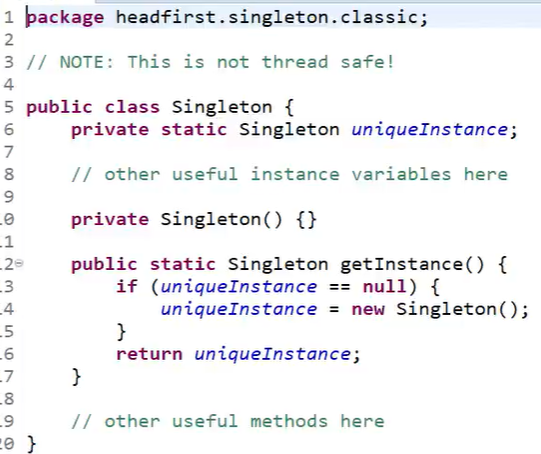 1 package headfirst.singleton.classic;
2
3 // NOTE: This is not thread safe!
4
5 public class Singleton {
6     private static Singleton uniqueInstance;
7
8     // other useful instance variables here
9
10     private Singleton() {}
11
12     public static Singleton getInstance() {
13         if (uniqueInstance == null) {
14             uniqueInstance = new Singleton();
15         }
16         return uniqueInstance;
17     }
18
19     // other useful methods here
20 }